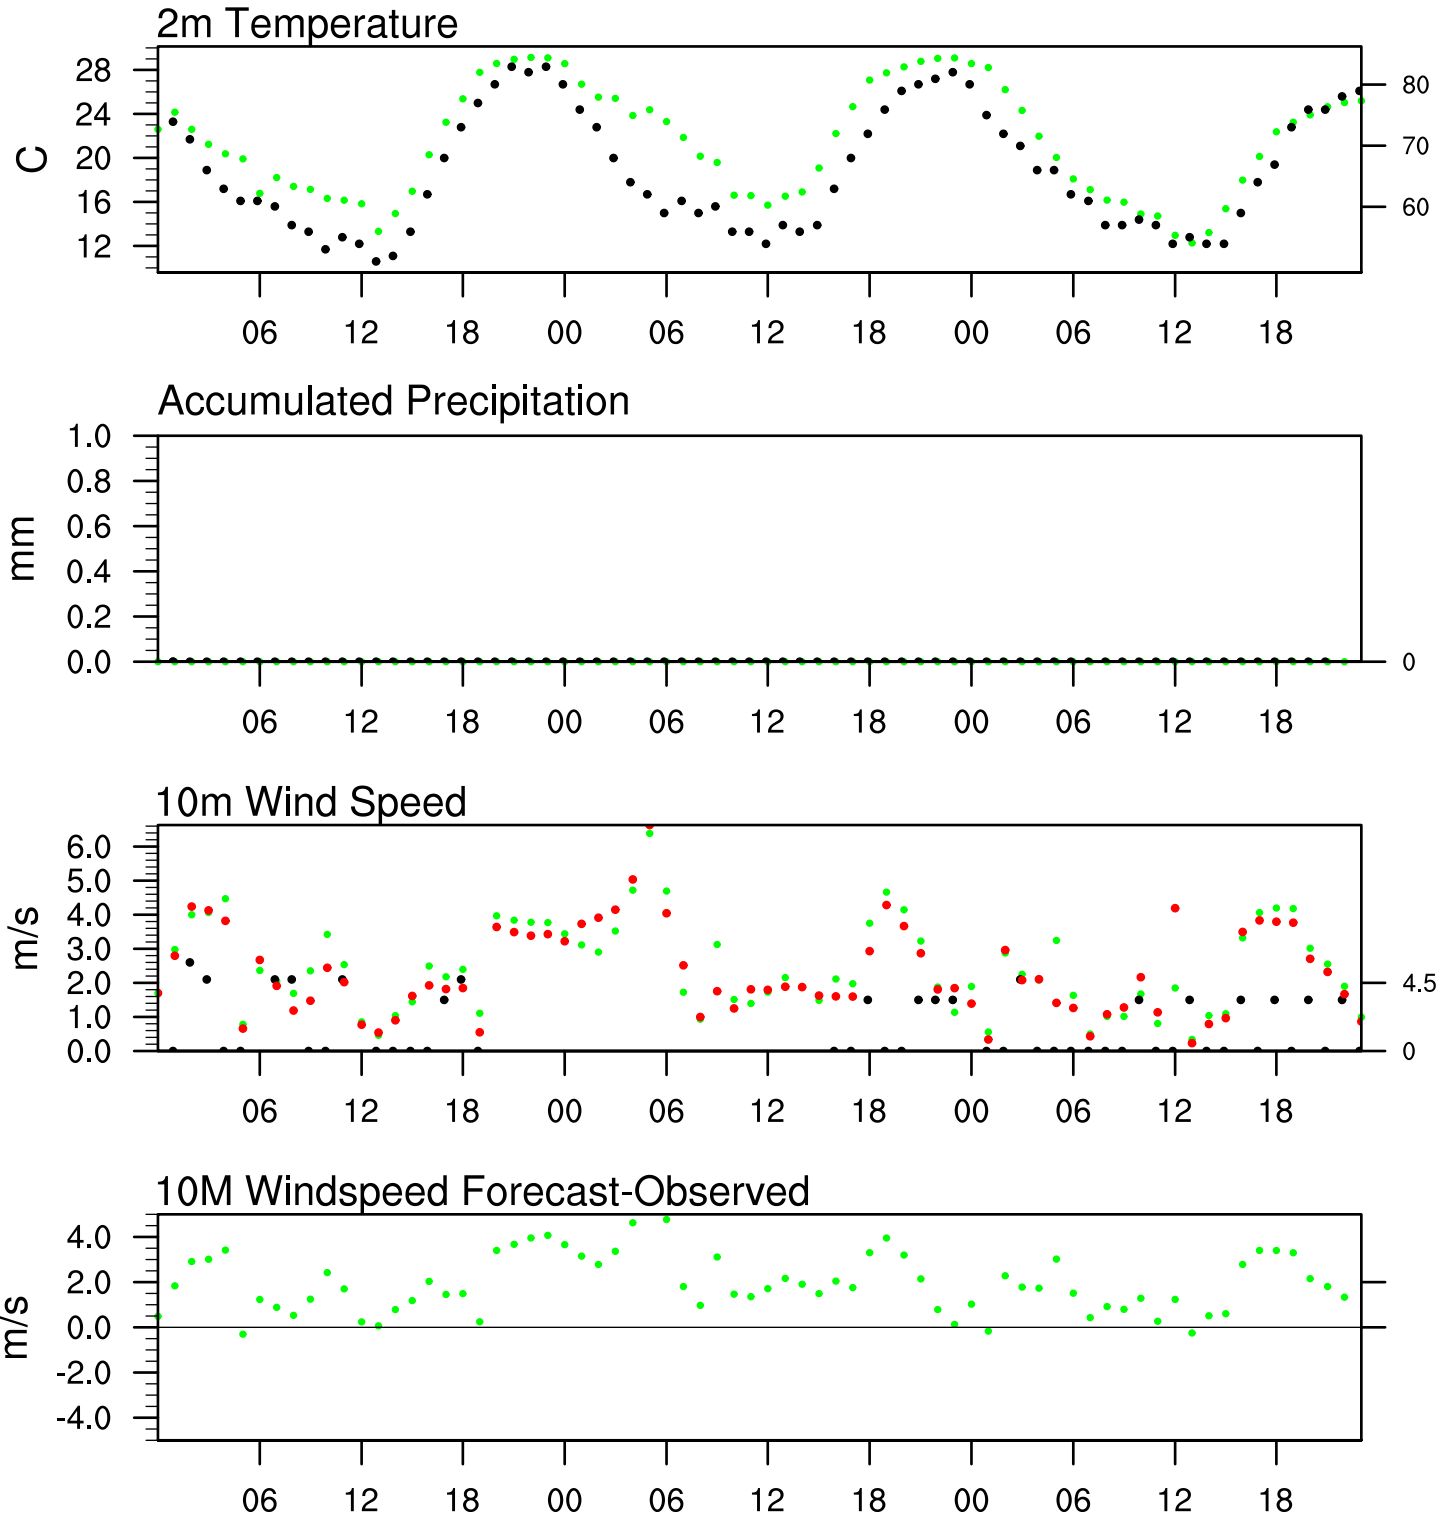 2m Temperature
28
24
20
16
12
C
80
70
60
06 12 18 00 06 12 18 00 06 12 18
Accumulated Precipitation
1.0
0.8
0.6
0.4
0.2
0.0
mm
0
06 12 18 00 06 12 18 00 06 12 18
10m Wind Speed
6.0
5.0
4.0
3.0
2.0
1.0
0.0
m/s
4.5
0
06 12 18 00 06 12 18 00 06 12 18
10M Windspeed Forecast-Observed
4.0
2.0
0.0
-2.0
-4.0
m/s
06 12 18 00 06 12 18 00 06 12 18